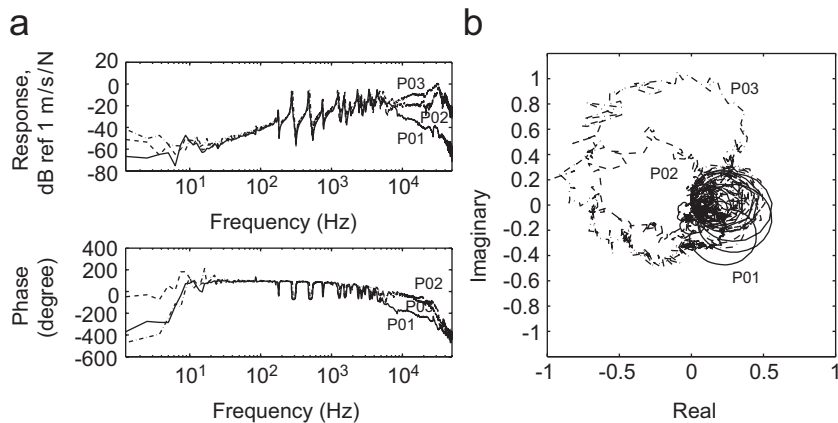 a
Response,
dB ref 1 m/s/N
20
0
-20
-40
-60
-80
P03
P02
P01
10^1
10^2
10^3
10^4
Frequency (Hz)
Phase
(degree)
400
200
0
-200
-400
-600
P02
P03
P01
10^1
10^2
10^3
10^4
Frequency (Hz)
b
Imaginary
1
0.8
0.6
0.4
0.2
0
-0.2
-0.4
-0.6
-0.8
-1
P03
P02
P01
-1
-0.5
0
0.5
1
Real